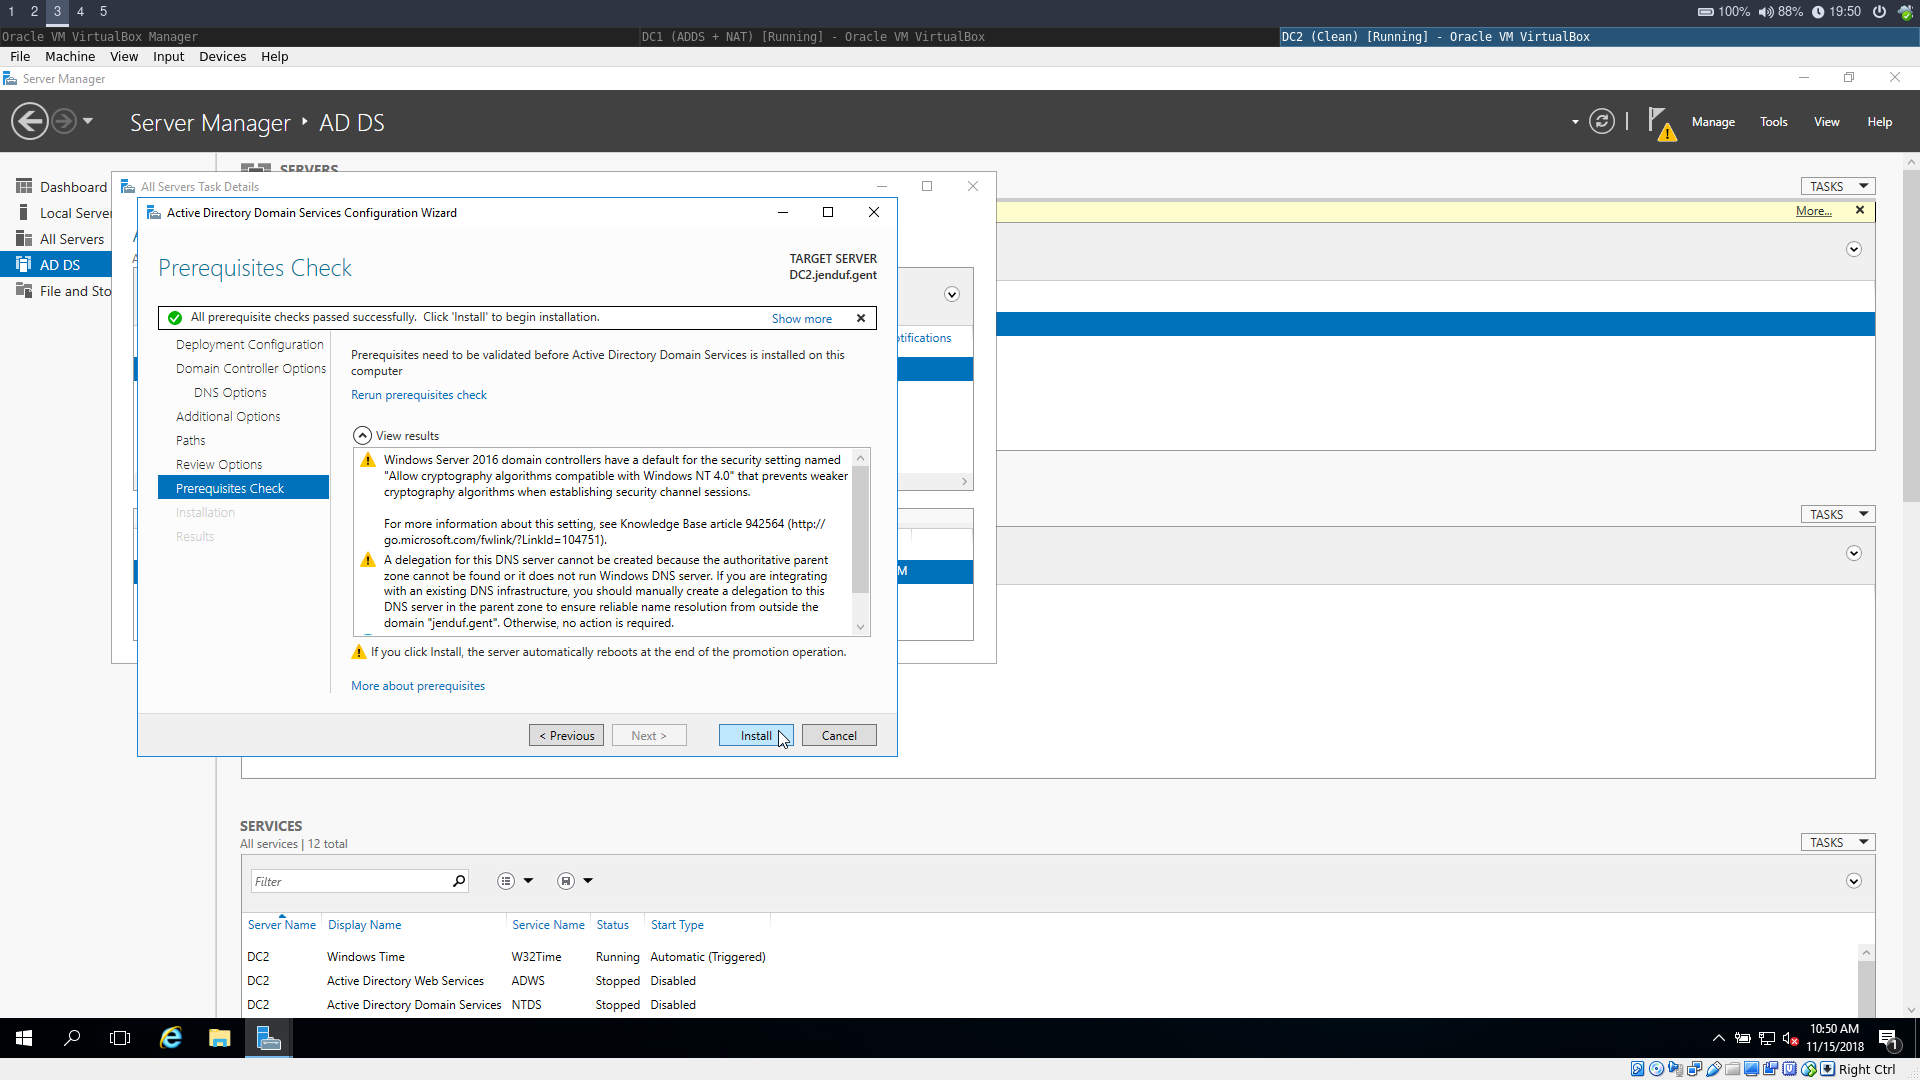 1 2 3 4 5
100% 88% 19:50
Oracle VM VirtualBox Manager
DC1 (ADDS + NAT) [Running] - Oracle VM VirtualBox
DC2 (Clean) [Running] - Oracle VM VirtualBox
File Machine View Input Devices Help
Server Manager
Server Manager AD DS
Manage Tools View Help
Dashboard
Local Server
All Servers
AD DS
File and Sto
SERVERS
TASKS
More...
All Servers Task Details
Active Directory Domain Services Configuration Wizard
Prerequisites Check
TARGET SERVER
DC2.jenduf.gent
All prerequisite checks passed successfully. Click 'Install' to begin installation.
Show more
Deployment Configuration
Domain Controller Options
DNS Options
Additional Options
Paths
Review Options
Prerequisites Check
Installation
Results
Prerequisites need to be validated before Active Directory Domain Services is installed on this
computer
Rerun prerequisites check
View results
Windows Server 2016 domain controllers have a default for the security setting named
"Allow cryptography algorithms compatible with Windows NT 4.0" that prevents weaker
cryptography algorithms when establishing security channel sessions.
For more information about this setting, see Knowledge Base article 942564 (http://
go.microsoft.com/fwlink/?LinkId=104751).
A delegation for this DNS server cannot be created because the authoritative parent
zone cannot be found or it does not run Windows DNS server. If you are integrating
with an existing DNS infrastructure, you should manually create a delegation to this
DNS server in the parent zone to ensure reliable name resolution from outside the
domain "jenduf.gent". Otherwise, no action is required.
If you click Install, the server automatically reboots at the end of the promotion operation.
More about prerequisites
< Previous
Next >
Install
Cancel
otifications
M
TASKS
SERVICES
All services | 12 total
TASKS
Filter
Server Name Display Name Service Name Status Start Type
DC2 Windows Time W32Time Running Automatic (Triggered)
DC2 Active Directory Web Services ADWS Stopped Disabled
DC2 Active Directory Domain Services NTDS Stopped Disabled
10:50 AM
11/15/2018
1
Right Ctrl